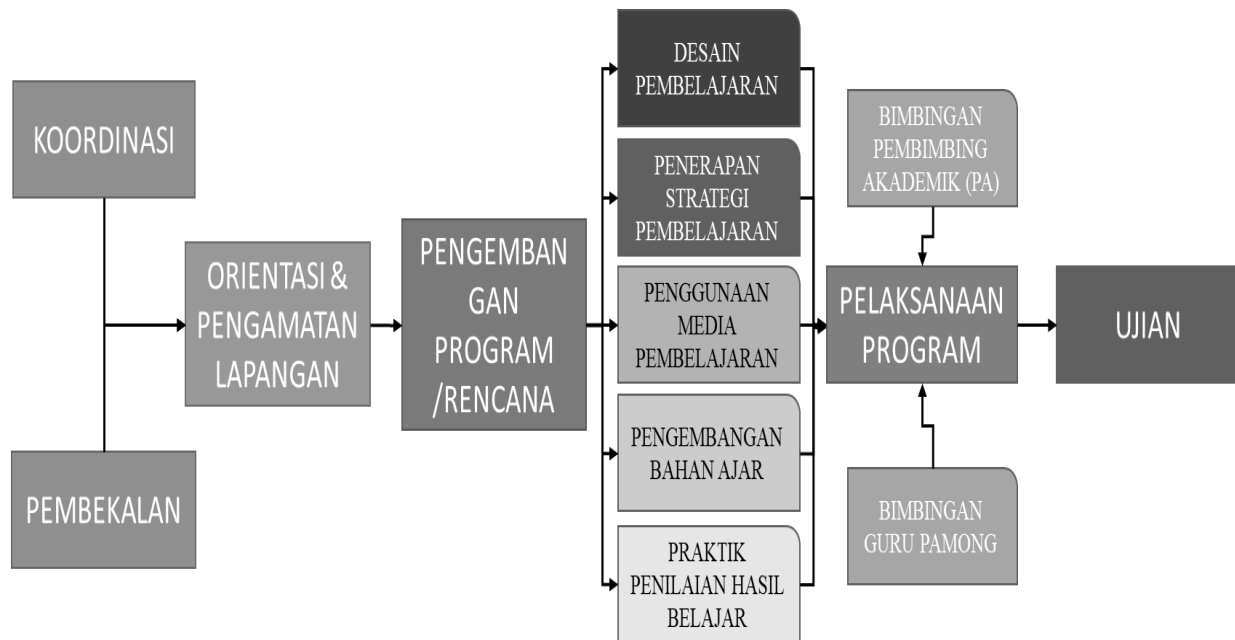 KOORDINASI
PEMBEKALAN
ORIENTASI &
PENGAMATAN
LAPANGAN
PENGEMBAN
GAN
PROGRAM
/RENCANA
DESAIN
PEMBELAJARAN
PENERAPAN
STRATEGI
PEMBELAJARAN
PENGGUNAAN
MEDIA
PEMBELAJARAN
PENGEMBANGAN
BAHAN AJAR
PRAKTIK
PENILAIAN HASIL
BELAJAR
BIMBINGAN
PEMBIMBING
AKADEMIK (PA)
PELAKSANAAN
PROGRAM
BIMBINGAN
GURU PAMONG
UJIAN